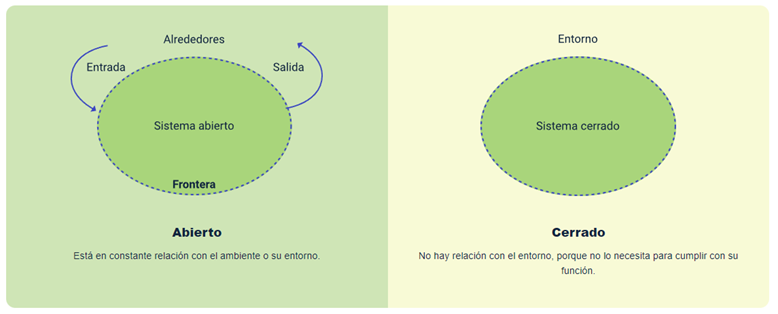 Alrededores
Entrada
Salida
Sistema abierto
Frontera
Abierto
Está en constante relación con el ambiente o su entorno.
Entorno
Sistema cerrado
Cerrado
No hay relación con el entorno, porque no lo necesita para cumplir con su
función.